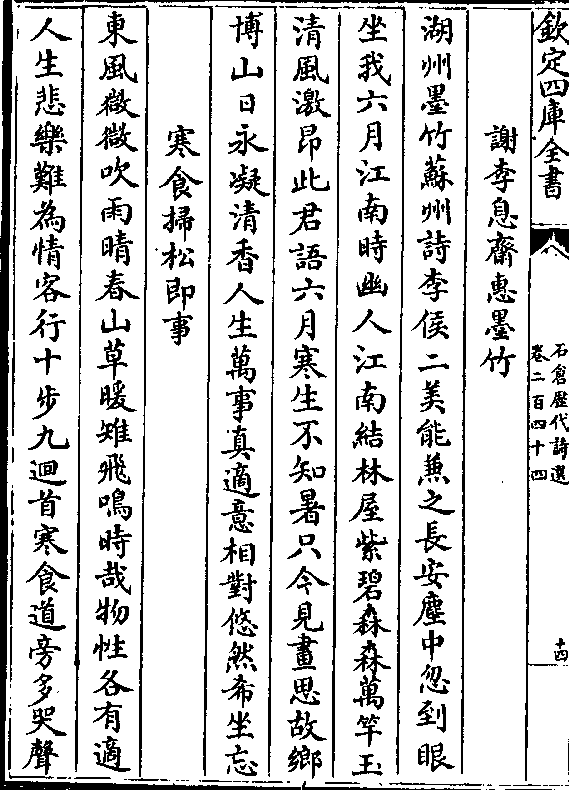 欽定四庫全書
石倉歷代詩選
卷二百四十四
十四
謝李息齋惠墨竹
湖州墨竹蘇州詩李侯二美能兼之長安塵中忽到眼
坐我六月江南時幽人江南結林屋紫碧森森萬竿玉
清風激昂此君語六月寒生不知暑只今見畫思故鄉
博山日永凝清香人生萬事真適意相對悠然希坐忘
寒食掃松即事
東風微微吹雨晴春山草暖雉飛鳴時哉物性各有適
人生悲樂難為情客行十步九迴首寒食道旁多哭聲